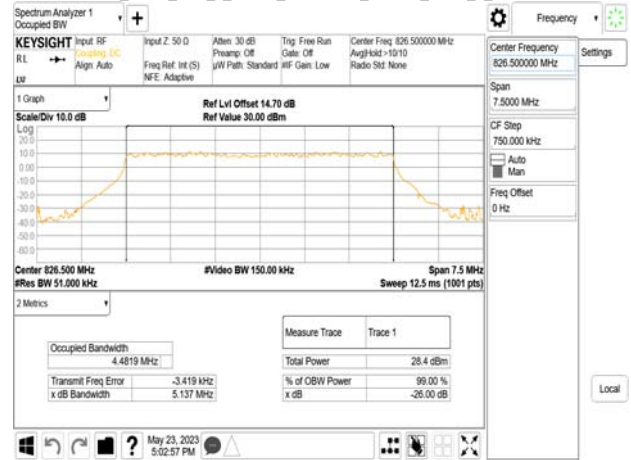 Spectrum Analyzer 1
Occupied BW
+
Frequency
KEYSIGHT
Input: RF
Coupling: DC
Align: Auto
Input Z: 50 Ω
Freq Ref: Int (S)
NFE: Adaptive
Atten: 30 dB
Preamp: Off
µW Path: Standard
Trig: Free Run
Gate: Off
#IF Gain: Low
Center Freq: 826.500000 MHz
Avg|Hold:>10/10
Radio Std: None
RL
LV
Center Frequency
826.500000 MHz
Settings
Span
7.5000 MHz
CF Step
750.000 kHz
Auto
Man
Freq Offset
0 Hz
Local
1 Graph
Scale/Div 10.0 dB
Ref Lvl Offset 14.70 dB
Ref Value 30.00 dBm
Log
20.0
10.0
0.00
-10.0
-20.0
-30.0
-40.0
-50.0
-60.0
Center 826.500 MHz
#Video BW 150.00 kHz
Span 7.5 MHz
#Res BW 51.000 kHz
Sweep 12.5 ms (1001 pts)
2 Metrics
Measure Trace Trace 1
Occupied Bandwidth
4.4819 MHz
Total Power 28.4 dBm
Transmit Freq Error -3.419 kHz
% of OBW Power 99.00 %
x dB Bandwidth 5.137 MHz
x dB -26.00 dB
?
May 23, 2023
5:02:57 PM